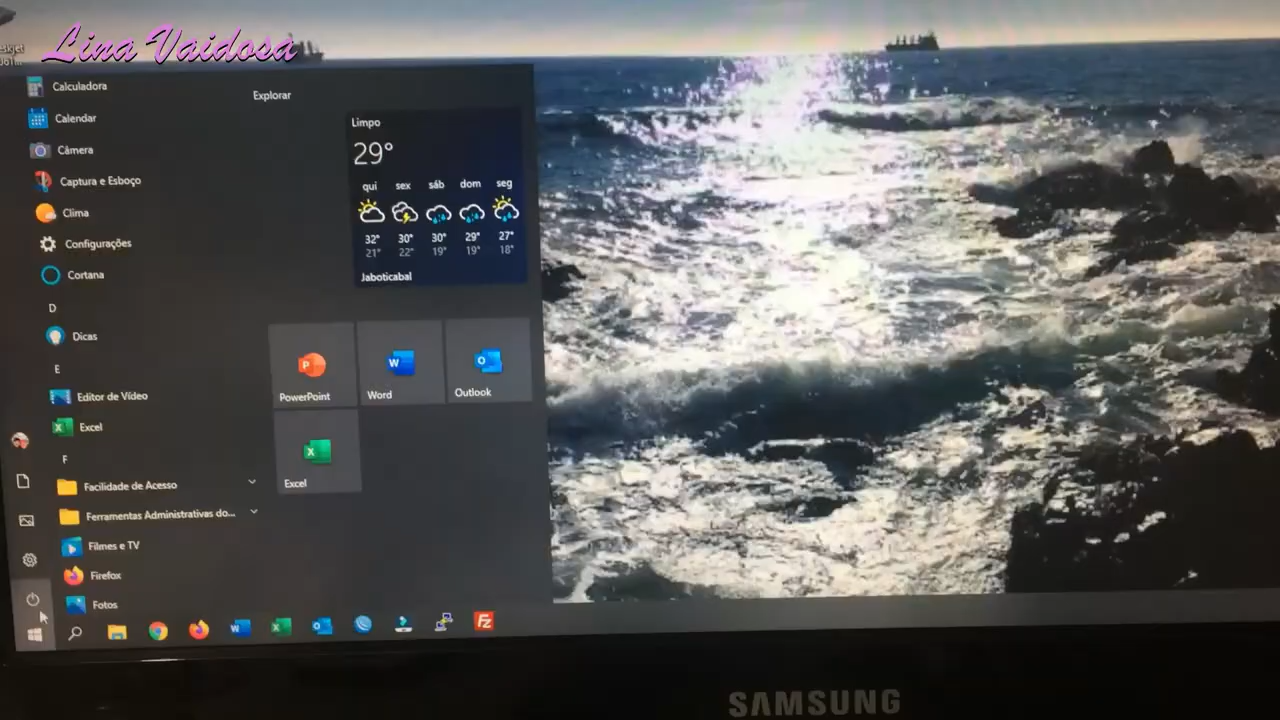 Lina Vaidosa
Calculadora
Calendar
Câmera
Captura e Esboço
Clima
Configurações
Cortana
D
Dicas
E
Editor de Vídeo
Excel
F
Facilidade de Acesso
Ferramentas Administrativas do...
Filmes e TV
Firefox
Fotos
Explorar
Limpo
29°
qui sex sáb dom seg
32° 30° 30° 29° 27°
21° 22° 19° 19° 18°
Jaboticabal
PowerPoint
Word
Outlook
Excel
SAMSUNG